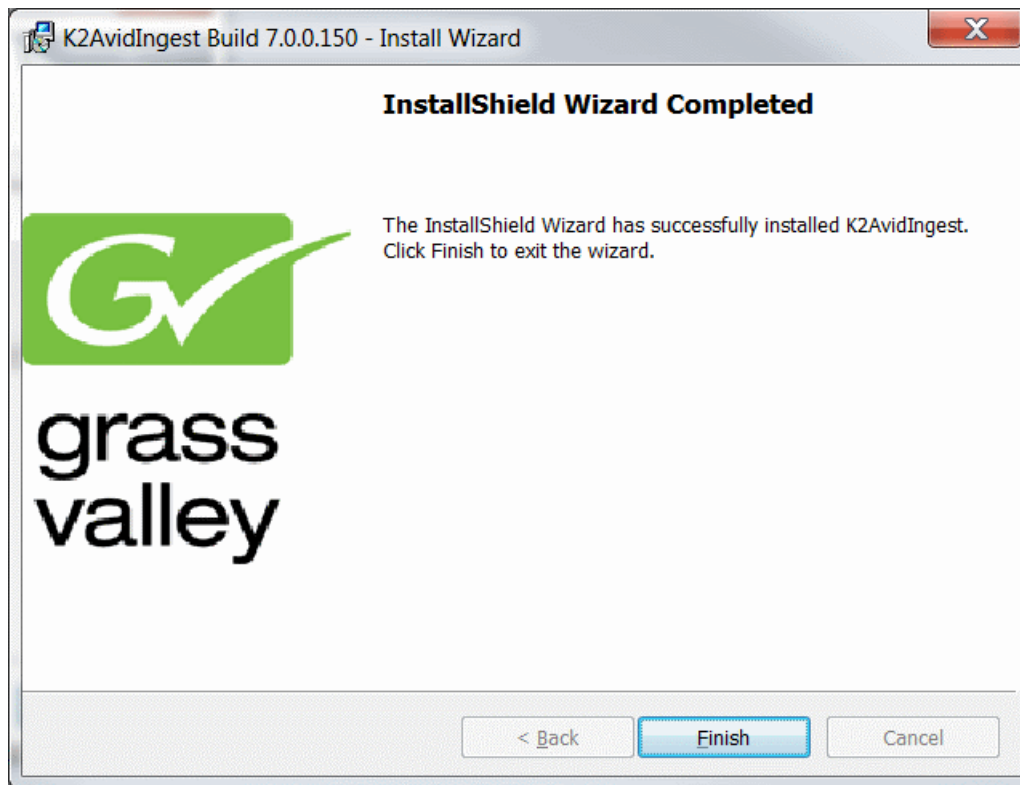 K2AvidIngest Build 7.0.0.150 - Install Wizard
InstallShield Wizard Completed
The InstallShield Wizard has successfully installed K2AvidIngest.
Click Finish to exit the wizard.
GV
grass
valley
< Back
Finish
Cancel